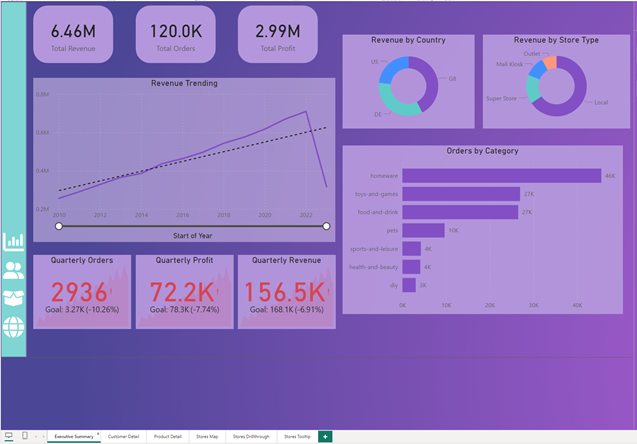 6.46M
Total Revenue
120.0K
Total Orders
2.99M
Total Profit
Revenue by Country
US
GB
DE
Revenue by Store Type
Outlet
Mall Kiosk
Super Store
Local
Revenue Trending
0.8M
0.6M
0.4M
0.2M
2010 2012 2014 2016 2018 2020 2022
Start of Year
Orders by Category
homeware 46K
toys-and-games 27K
food-and-drink 27K
pets 10K
sports-and-leisure 4K
health-and-beauty 4K
diy
0K 10K 20K 30K 40K
Quarterly Orders
2936!
Goal: 3.27K (-10.26%)
Quarterly Profit
72.2K!
Goal: 78.3K (-7.74%)
Quarterly Revenue
156.5K!
Goal: 168.1K (-6.91%)
Executive Summary Customer Detail Product Detail Stores Map Stores Drillthrough Stores Tooltip